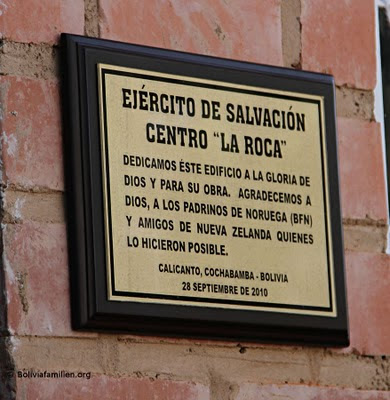 EJÉRCITO DE SALVACIÓN
CENTRO "LA ROCA"
DEDICAMOS ÉSTE EDIFICIO A LA GLORIA DE
DIOS Y PARA SU OBRA. AGRADECEMOS A
DIOS, A LOS PADRINOS DE NORUEGA (BFN)
Y AMIGOS DE NUEVA ZELANDA QUIENES
LO HICIERON POSIBLE.
CALICANTO, COCHABAMBA - BOLIVIA
28 SEPTIEMBRE DE 2010
© Boliviafamilien.org